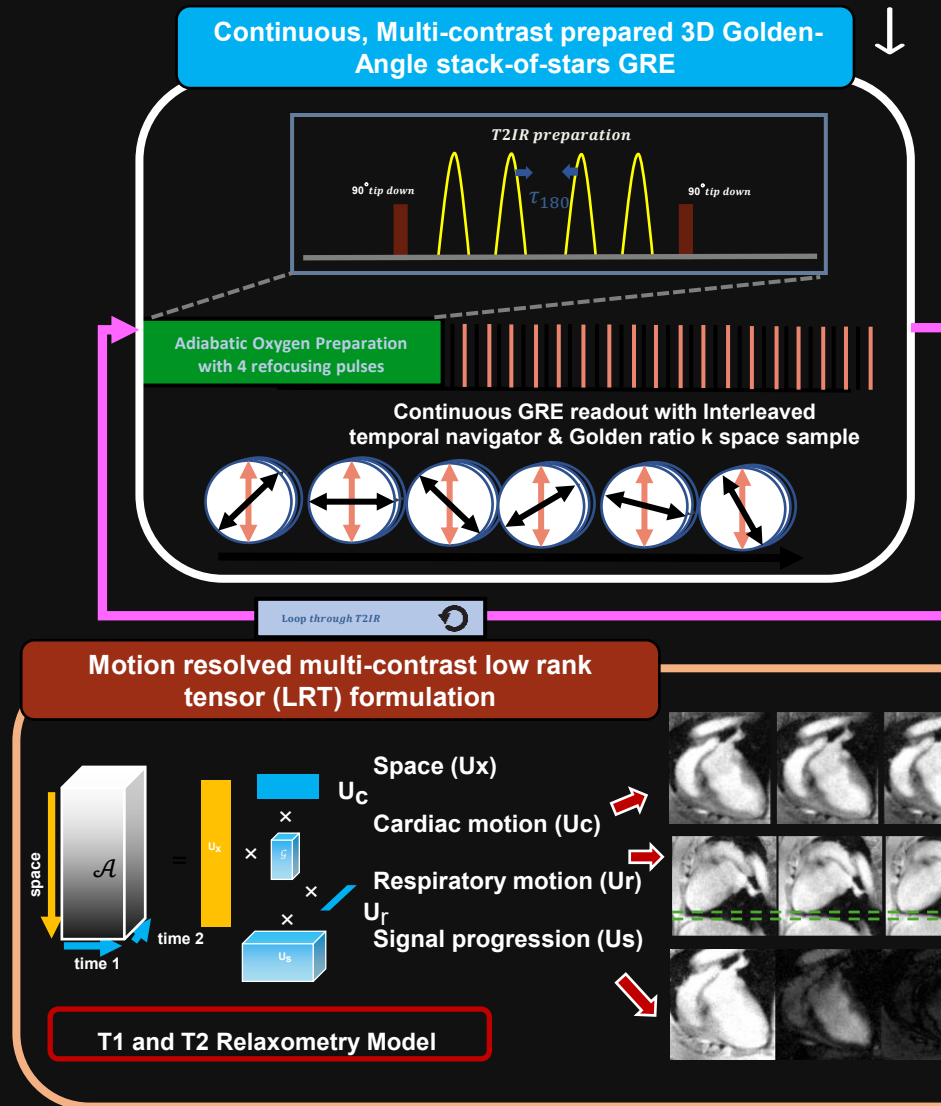 Continuous, Multi-contrast prepared 3D Golden-
Angle stack-of-stars GRE
T2IR preparation
90° tip down
τ180
90° tip down
Adiabatic Oxygen Preparation
with 4 refocusing pulses
Continuous GRE readout with Interleaved
temporal navigator & Golden ratio k space sample
Loop through T2IR
Motion resolved multi-contrast low rank
tensor (LRT) formulation
space
𝒜
time 1
time 2
=
Ux
×
Uc
×
𝒢
×
Ur
×
Us
Space (Ux)
Cardiac motion (Uc)
Respiratory motion (Ur)
Signal progression (Us)
T1 and T2 Relaxometry Model